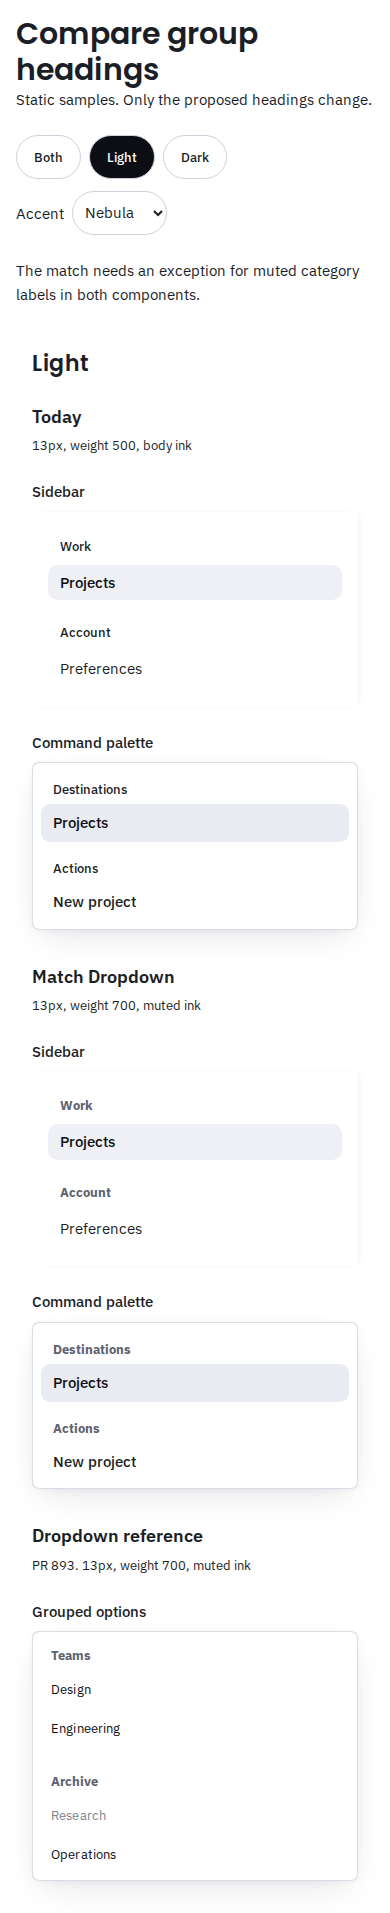 Compare group
headings
Static samples. Only the proposed headings change.
Both Light Dark
Accent Nebula
The match needs an exception for muted category
labels in both components.
Light
Today
13px, weight 500, body ink
Sidebar
Work
Projects
Account
Preferences
Command palette
Destinations
Projects
Actions
New project
Match Dropdown
13px, weight 700, muted ink
Sidebar
Work
Projects
Account
Preferences
Command palette
Destinations
Projects
Actions
New project
Dropdown reference
PR 893. 13px, weight 700, muted ink
Grouped options
Teams
Design
Engineering
Archive
Research
Operations